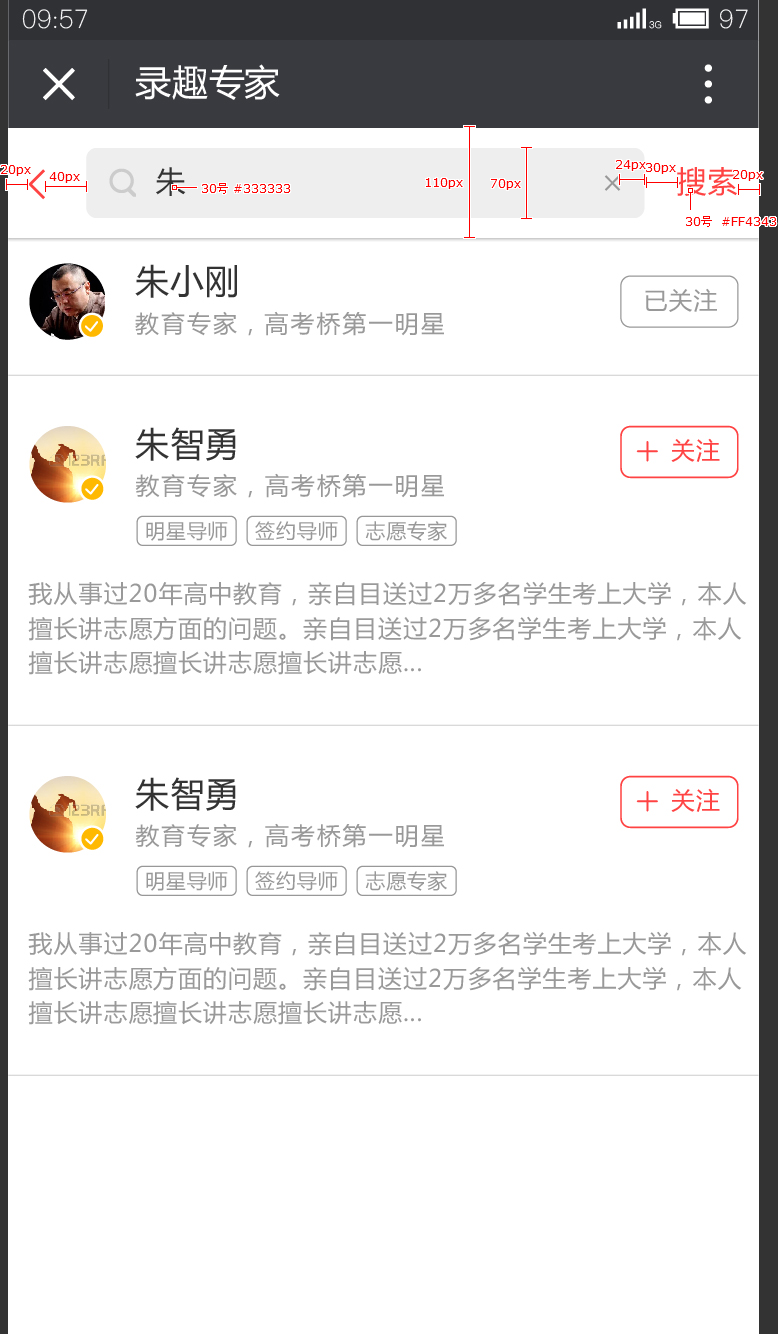 09:57 3G 97
录趣专家
20px 40px 朱 30号 #333333 110px 70px 24px 30px 搜索 20px
30号 #FF4343
朱小刚
教育专家，高考桥第一明星
已关注
朱智勇
教育专家，高考桥第一明星
关注
明星导师 签约导师 志愿专家
我从事过20年高中教育，亲自目送过2万多名学生考上大学，本人
擅长讲志愿方面的问题。亲自目送过2万多名学生考上大学，本人
擅长讲志愿擅长讲志愿擅长讲志愿...
朱智勇
教育专家，高考桥第一明星
关注
明星导师 签约导师 志愿专家
我从事过20年高中教育，亲自目送过2万多名学生考上大学，本人
擅长讲志愿方面的问题。亲自目送过2万多名学生考上大学，本人
擅长讲志愿擅长讲志愿擅长讲志愿...